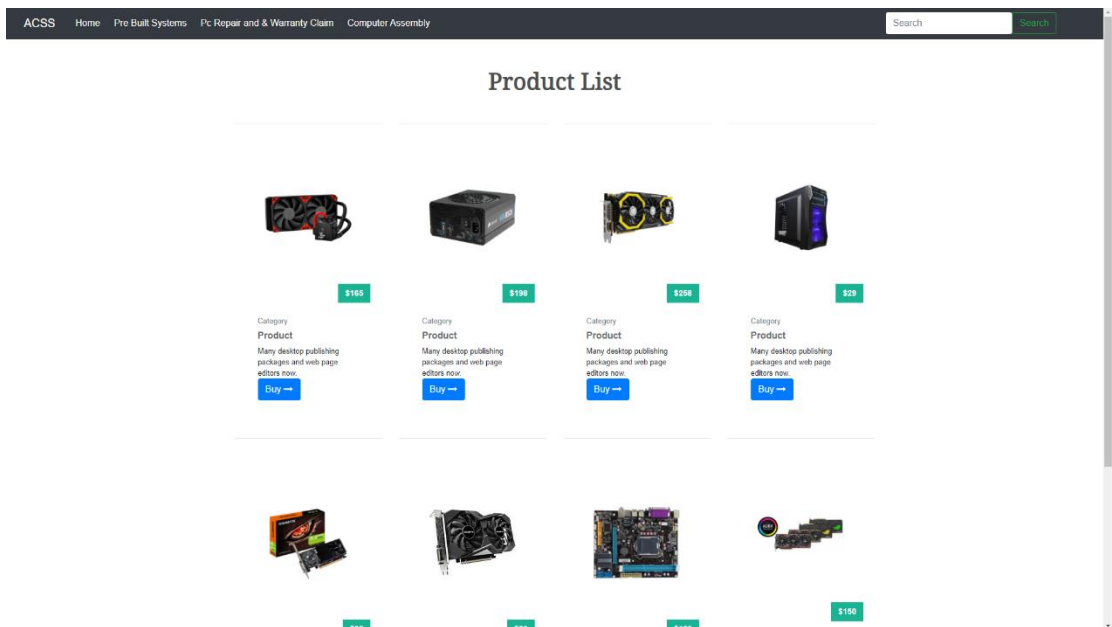 ACSS Home Pre Built Systems Pc Repair and & Warranty Claim Computer Assembly Search Search
Product List
$165 $198 $258 $29
Category Category Category Category
Product Product Product Product
Many desktop publishing Many desktop publishing Many desktop publishing Many desktop publishing
packages and web page packages and web page packages and web page packages and web page
editors now. editors now. editors now. editors now.
Buy Buy Buy Buy
$150